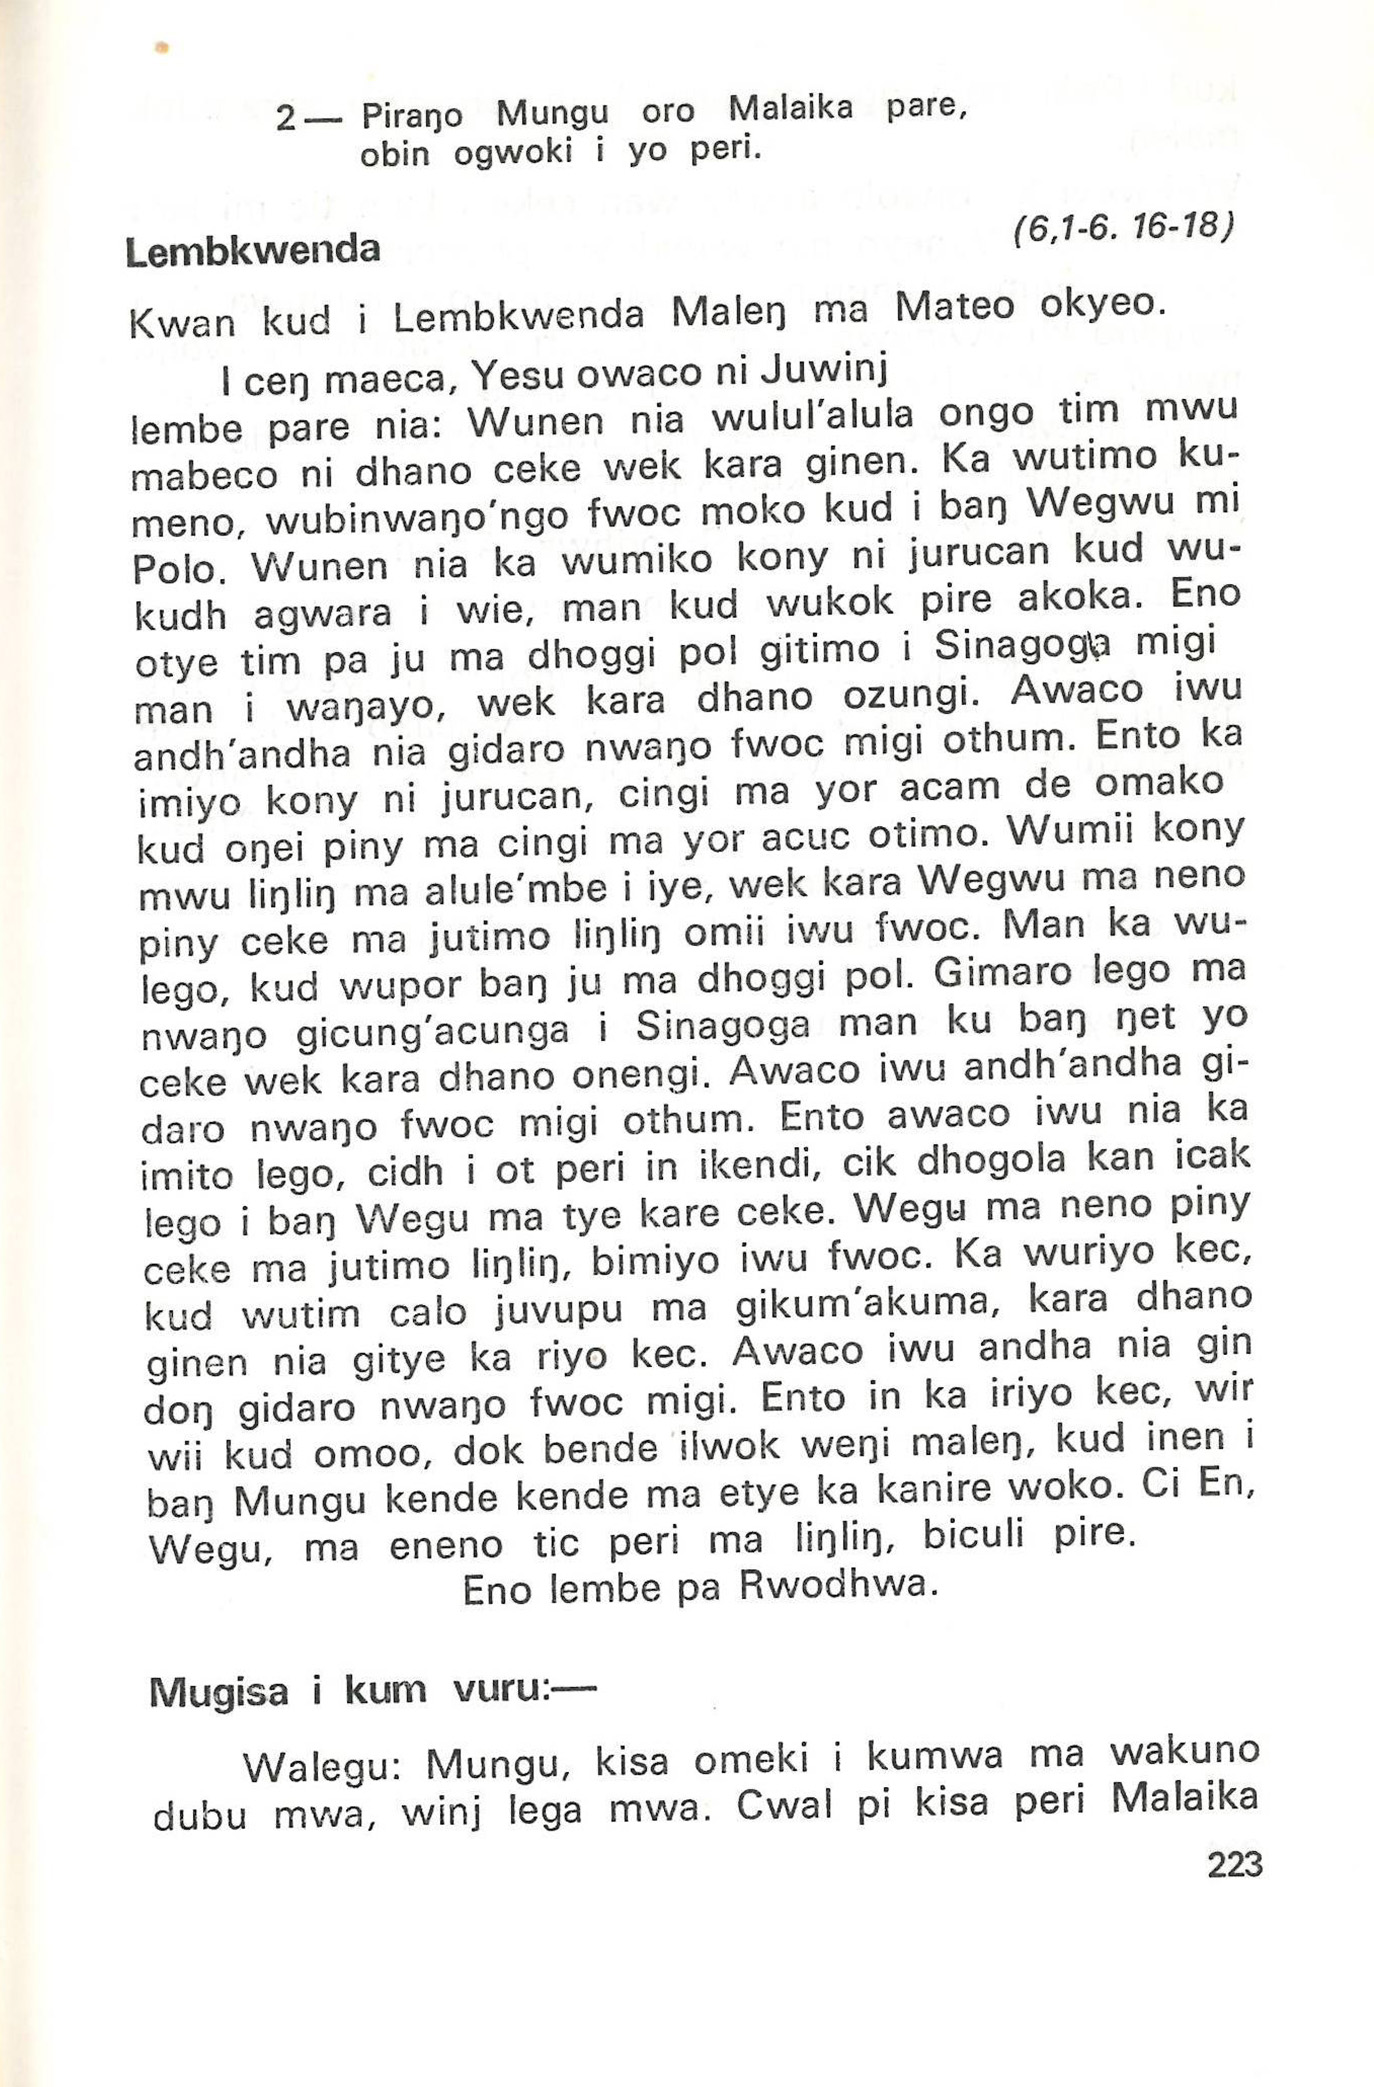 2— Piraŋo Mungu oro Malaika pare,
obin ogwoki i yo peri.
Lembkwenda (6,1-6. 16-18)
Kwan kud i Lembkwenda Maleŋ ma Mateo okyeo.
I ceŋ maeca, Yesu owaco ni Juwinj
lembe pare nia: Wunen nia wulul'alula ongo tim mwu
mabeco ni dhano ceke wek kara ginen. Ka wutimo ku-
meno, wubinwaŋo'ngo fwoc moko kud i baŋ Wegwu mi
Polo. Wunen nia ka wumiko kony ni jurucan kud wu-
kudh agwara i wie, man kud wukok pire akoka. Eno
otye tim pa ju ma dhoggi pol gitimo i Sinagoga migi
man i waŋayo, wek kara dhano ozungi. Awaco iwu
andh'andha nia gidaro nwaŋo fwoc migi othum. Ento ka
imiyo kony ni jurucan, cingi ma yor acam de omako
kud oŋei piny ma cingi ma yor acuc otimo. Wumii kony
mwu liŋliŋ ma alule'mbe i iye, wek kara Wegwu ma neno
piny ceke ma jutimo liŋliŋ omii iwu fwoc. Man ka wu-
lego, kud wupor baŋ ju ma dhoggi pol. Gimaro lego ma
nwaŋo gicung'acunga i Sinagoga man ku baŋ ŋet yo
ceke wek kara dhano onengi. Awaco iwu andh'andha gi-
daro nwaŋo fwoc migi othum. Ento awaco iwu nia ka
imito lego, cidh i ot peri in ikendi, cik dhogola kan icak
lego i baŋ Wegu ma tye kare ceke. Wegu ma neno piny
ceke ma jutimo liŋliŋ, bimiyo iwu fwoc. Ka wuriyo kec,
kud wutim calo juvupu ma gikum'akuma, kara dhano
ginen nia gitye ka riyo kec. Awaco iwu andha nia gin
doŋ gidaro nwaŋo fwoc migi. Ento in ka iriyo kec, wir
wii kud omoo, dok bende ilwok weŋi maleŋ, kud inen i
baŋ Mungu kende kende ma etye ka kanire woko. Ci En,
Wegu, ma eneno tic peri ma liŋliŋ, biculi pire.
Eno lembe pa Rwodhwa.
Mugisa i kum vuru:—
Walegu: Mungu, kisa omeki i kumwa ma wakuno
dubu mwa, winj lega mwa. Cwal pi kisa peri Malaika
223